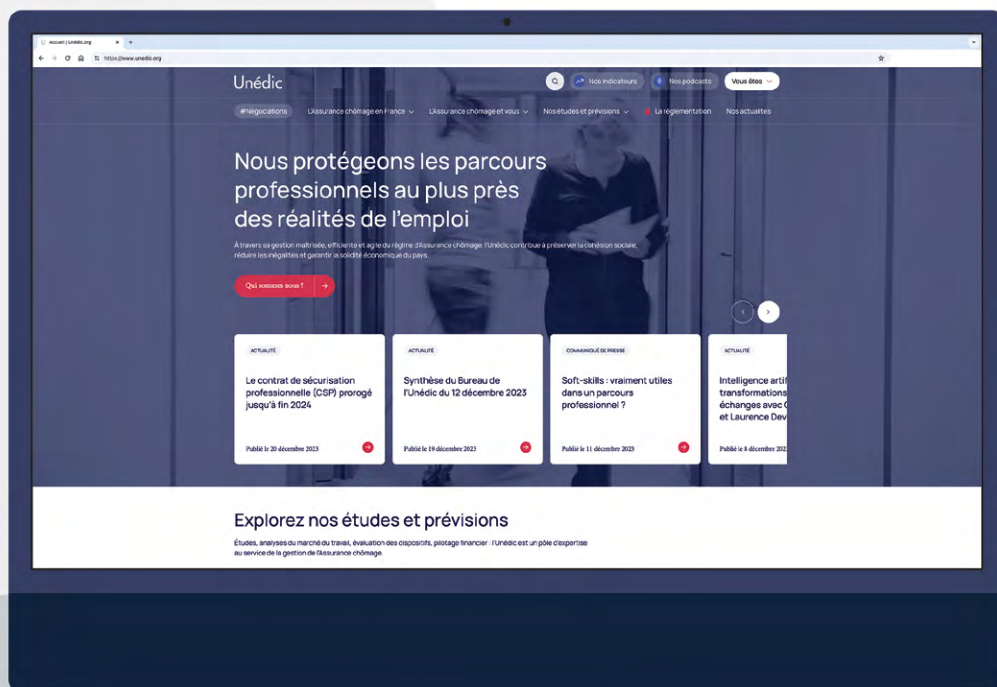 Accueil | Unédic.org
https://www.unedic.org
Unédic
Nos indicateurs
Nos podcasts
Vous êtes
#Négociations
L'Assurance chômage en France
L'Assurance chômage et vous
Nos études et prévisions
La réglementation
Nos actualités
Nous protégeons les parcours
professionnels au plus près
des réalités de l'emploi
À travers sa gestion maîtrisée, efficiente et agile du régime d'Assurance chômage, l'Unédic contribue à préserver la cohésion sociale,
réduire les inégalités et garantir la solidité économique du pays.
Qui sommes nous ?
ACTUALITÉ
Le contrat de sécurisation
professionnelle (CSP) prorogé
jusqu'à fin 2024
Publié le 20 décembre 2023
ACTUALITÉ
Synthèse du Bureau de
l'Unédic du 12 décembre 2023
Publié le 19 décembre 2023
COMMUNIQUÉ DE PRESSE
Soft-skills : vraiment utiles
dans un parcours
professionnel ?
Publié le 11 décembre 2023
ACTUALITÉ
Intelligence artif
transformations
échanges avec
et Laurence Dev
Publié le 8 décembre 202
Explorez nos études et prévisions
Études, analyses du marché du travail, évaluation des dispositifs, pilotage financier : l'Unédic est un pôle d'expertise
au service de la gestion de l'Assurance chômage.